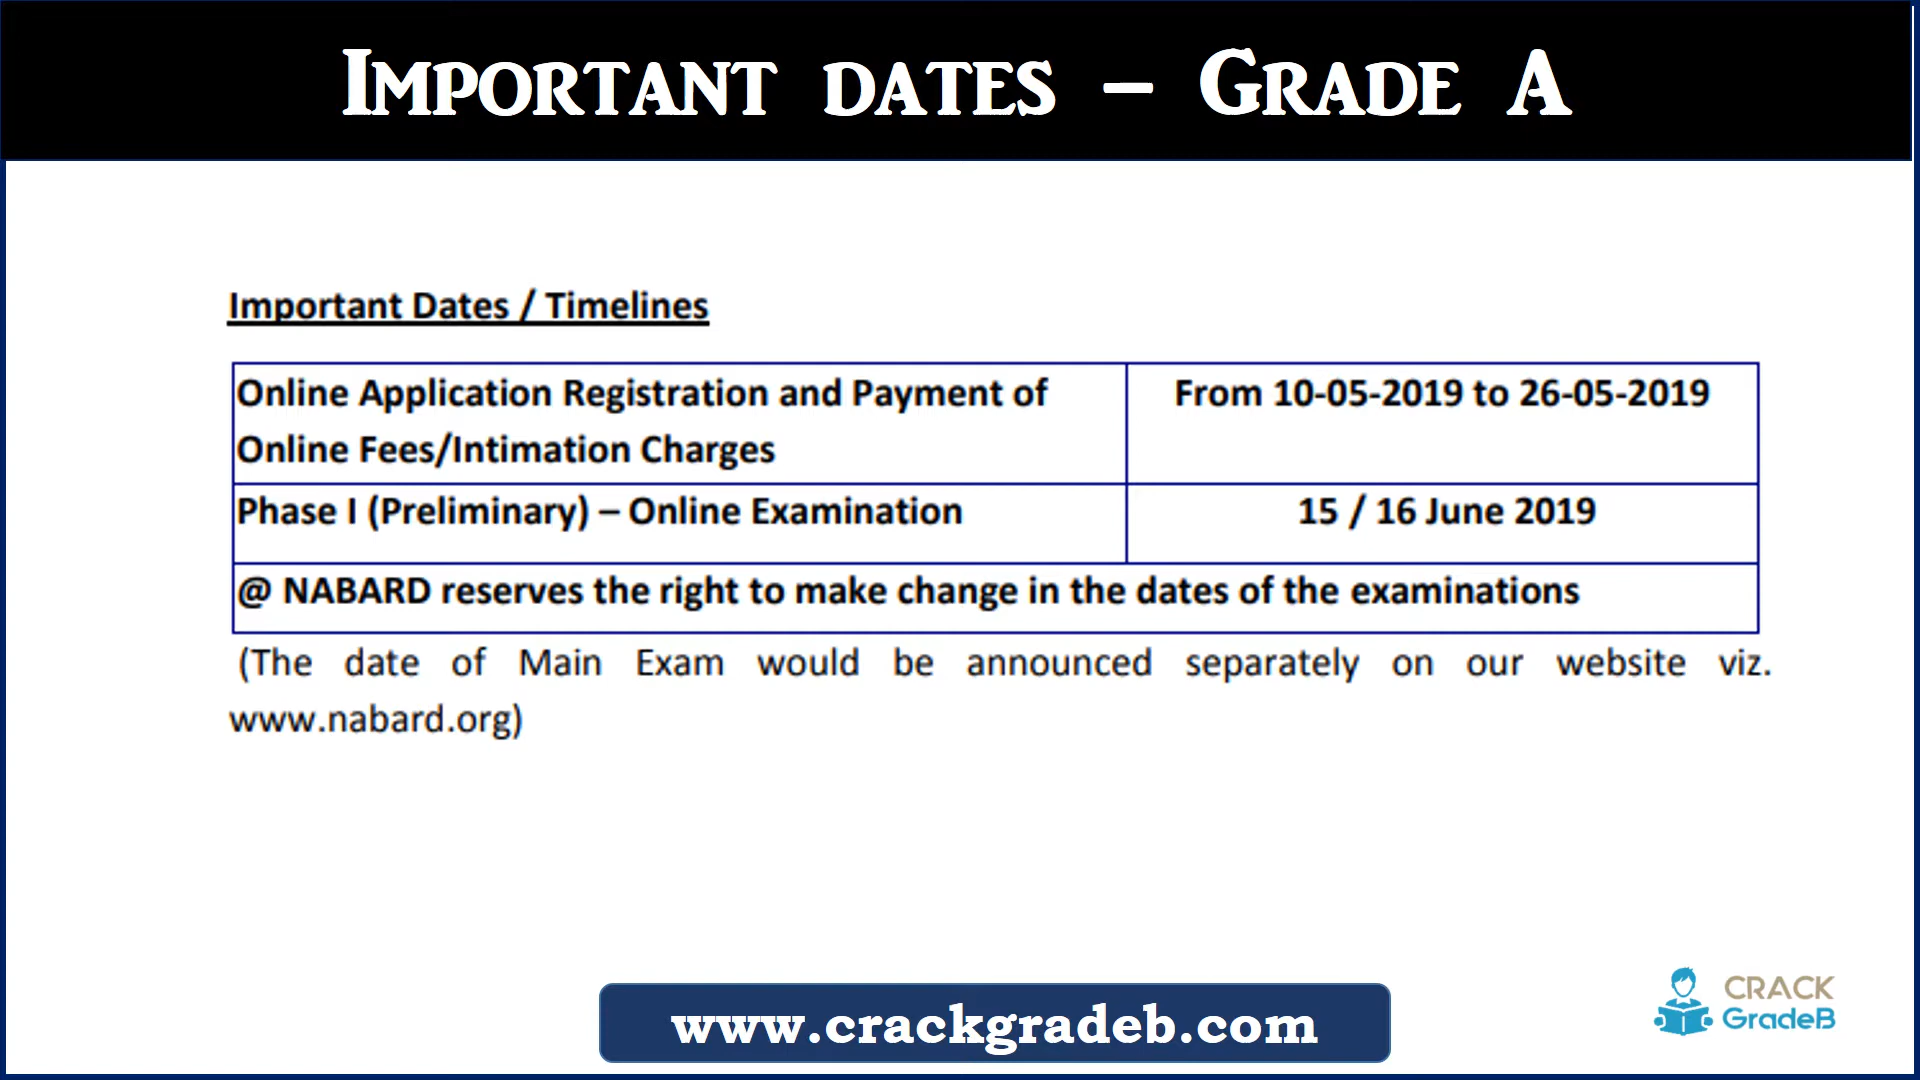 IMPORTANT DATES – GRADE A
Important Dates / Timelines
Online Application Registration and Payment of
Online Fees/Intimation Charges
From 10-05-2019 to 26-05-2019
Phase I (Preliminary) – Online Examination
15 / 16 June 2019
@ NABARD reserves the right to make change in the dates of the examinations
(The date of Main Exam would be announced separately on our website viz.
www.nabard.org)
www.crackgradeb.com
CRACK
GradeB